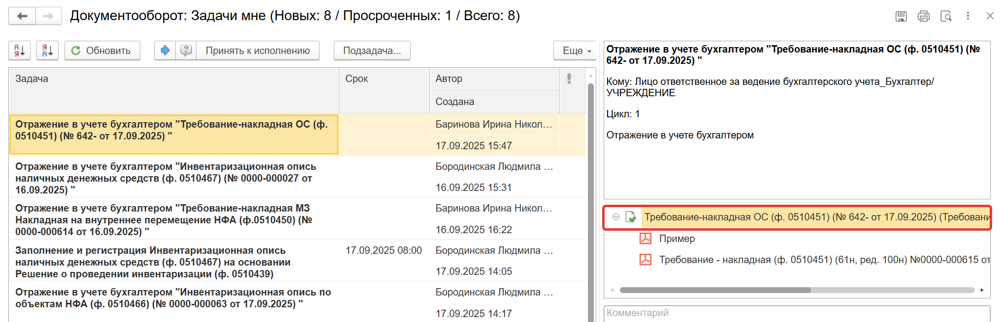 Документооборот: Задачи мне (Новых: 8 / Просроченных: 1 / Всего: 8)
Обновить
Принять к исполнению
Подзадача...
Еще
Задача
Срок
Автор
Создана
Отражение в учете бухгалтером "Требование-накладная ОС (ф.
0510451) (№ 642- от 17.09.2025) "
Баринова Ирина Никол...
17.09.2025 15:47
Отражение в учете бухгалтером "Инвентаризационная опись
наличных денежных средств (ф. 0510467) (№ 0000-000027 от
16.09.2025) "
Бородинская Людмила ...
16.09.2025 15:31
Отражение в учете бухгалтером "Требование-накладная МЗ
Накладная на внутреннее перемещение НФА (ф.0510450) (№
0000-000614 от 16.09.2025) "
Баринова Ирина Никол...
16.09.2025 16:22
Заполнение и регистрация Инвентаризационная опись
наличных денежных средств (ф. 0510467) на основании
Решение о проведении инвентаризации (ф. 0510439)
17.09.2025 08:00
Бородинская Людмила ...
17.09.2025 14:05
Отражение в учете бухгалтером "Инвентаризационная опись по
объектам НФА (ф. 0510466) (№ 0000-000063 от 17.09.2025) "
Бородинская Людмила ...
17.09.2025 14:17
Отражение в учете бухгалтером "Требование-накладная ОС (ф. 0510451) (№
642- от 17.09.2025) "
Кому: Лицо ответственное за ведение бухгалтерского учета_Бухгалтер/
УЧРЕЖДЕНИЕ
Цикл: 1
Отражение в учете бухгалтером
Требование-накладная ОС (ф. 0510451) (№ 642- от 17.09.2025) (Требовани
Пример
Требование - накладная (ф. 0510451) (61н, ред. 100н) №0000-000615 от
Комментарий